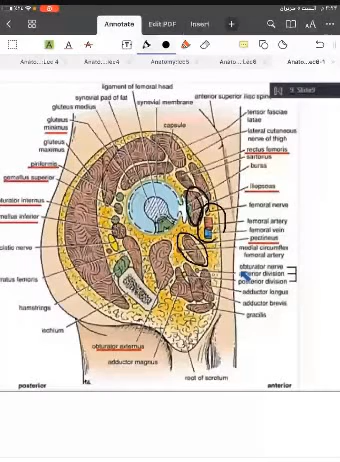 Annotate
Edit PDF
Insert
Anato...Lec 4
Anato...lec4
Anatomy:lec5
Anato...Lec6
Anato...ec6-1
9 Slide9
ligament of femoral head
synovial pad of fat
synovial membrane
anterior superior iliac spine
gluteus medius
capsule
gluteus
minimus
gluteus
maximus
piriformis
gemellus superior
obturator internus
gemellus inferior
sciatic nerve
hamstrings
ischium
obturator externus
adductor magnus
root of scrotum
posterior
anterior
tensor fasciae
latae
lateral cutaneous
nerve of thigh
rectus femoris
sartorius
bursa
iliopsoas
femoral nerve
femoral artery
femoral vein
pectineus
medial circumflex
femoral artery
obturator nerve
anterior division
posterior division
adductor longus
adductor brevis
gracilis